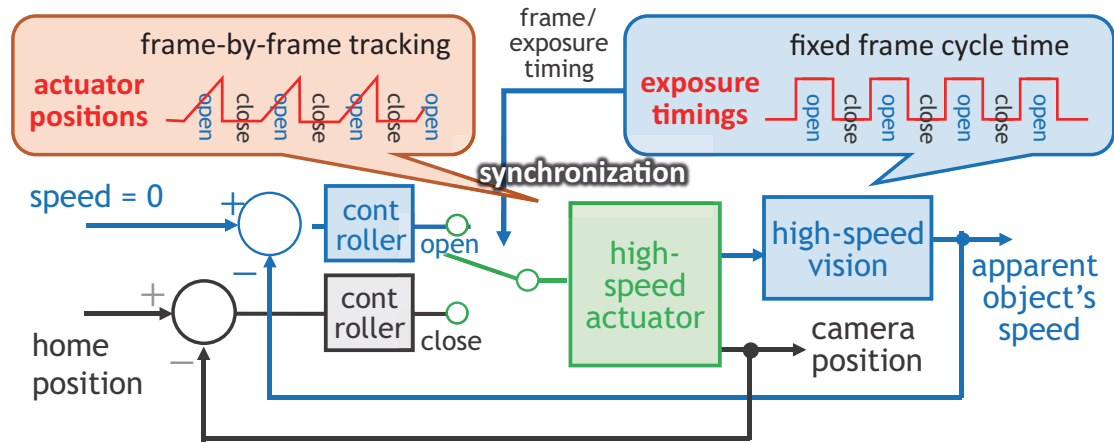 frame-by-frame tracking
actuator
positions
open
close
open
close
open
close
open
frame/
exposure
timing
fixed frame cycle time
exposure
timings
open
close
open
close
open
close
open
synchronization
speed = 0
+
−
cont
roller
open
high-
speed
actuator
high-speed
vision
apparent
object’s
speed
+
−
cont
roller
close
home
position
camera
position